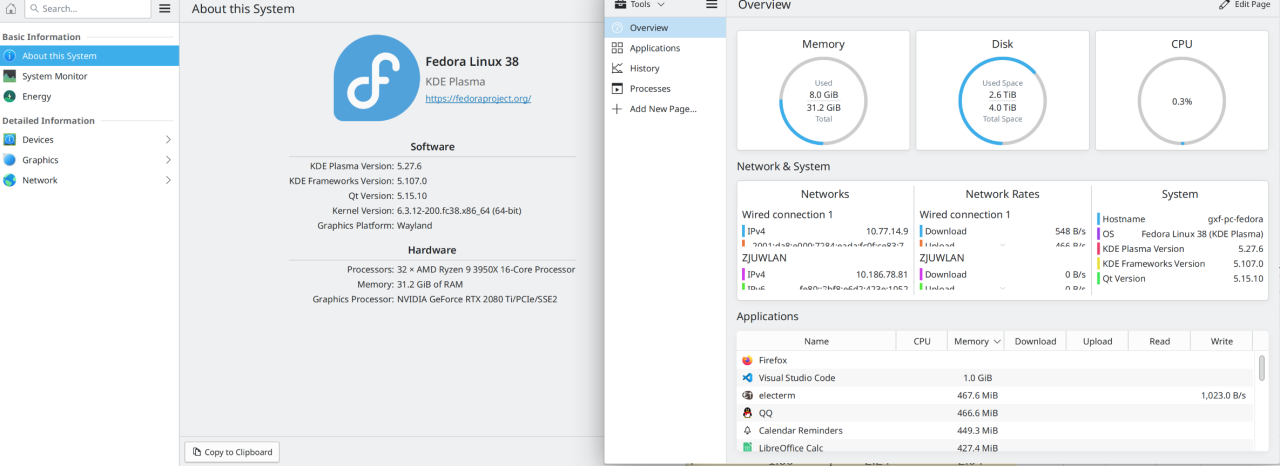 Search...
About this System
Basic Information
About this System
System Monitor
Energy
Detailed Information
Devices
Graphics
Network
Fedora Linux 38
KDE Plasma
https://fedoraproject.org/
Software
KDE Plasma Version: 5.27.6
KDE Frameworks Version: 5.107.0
Qt Version: 5.15.10
Kernel Version: 6.3.12-200.fc38.x86_64 (64-bit)
Graphics Platform: Wayland
Hardware
Processors: 32 × AMD Ryzen 9 3950X 16-Core Processor
Memory: 31.2 GiB of RAM
Graphics Processor: NVIDIA GeForce RTX 2080 Ti/PCIe/SSE2
Copy to Clipboard
Tools
Overview
Edit Page
Overview
Applications
History
Processes
Add New Page...
Memory
Used
8.0 GiB
31.2 GiB
Total
Disk
Used Space
2.6 TiB
4.0 TiB
Total Space
CPU
0.3%
Network & System
Networks
Wired connection 1
IPv4 10.77.14.9
ZJUWLAN
IPv4 10.186.78.81
IPv6
Network Rates
Wired connection 1
Download 548 B/s
Upload 466 B/s
ZJUWLAN
Download 0 B/s
Upload 0 B/s
System
Hostname gxf-pc-fedora
OS Fedora Linux 38 (KDE Plasma)
KDE Plasma Version 5.27.6
KDE Frameworks Version 5.107.0
Qt Version 5.15.10
Applications
Name CPU Memory Download Upload Read Write
Firefox
Visual Studio Code 1.0 GiB
electerm 467.6 MiB 1,023.0 B/s
QQ 466.6 MiB
Calendar Reminders 449.3 MiB
LibreOffice Calc 427.4 MiB